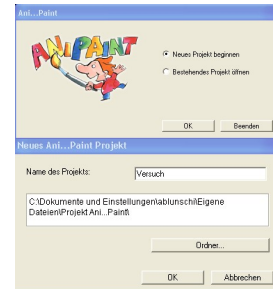 Ani...Paint
ANIPAINT
Neues Projekt beginnen
Bestehendes Projekt öffnen
OK
Beenden
Neues Ani...Paint Projekt
Name des Projekts:
Versuch
C:\Dokumente und Einstellungen\ablunschi\Eigene
Dateien\Projekt Ani...Paint\
Ordner...
OK
Abbrechen